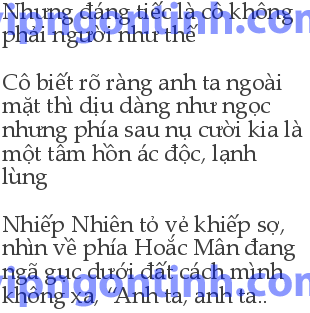 Nhưng đáng tiếc là cô không
phải người như thế
Cô biết rõ ràng anh ta ngoài
mặt thì dịu dàng như ngọc
nhưng phía sau nụ cười kia là
một tâm hồn ác độc, lạnh
lùng
Nhiếp Nhiên tỏ vẻ khiếp sợ,
nhìn về phía Hoắc Mân đang
ngã gục dưới đất cách mình
không xa, “Anh ta, anh ta..